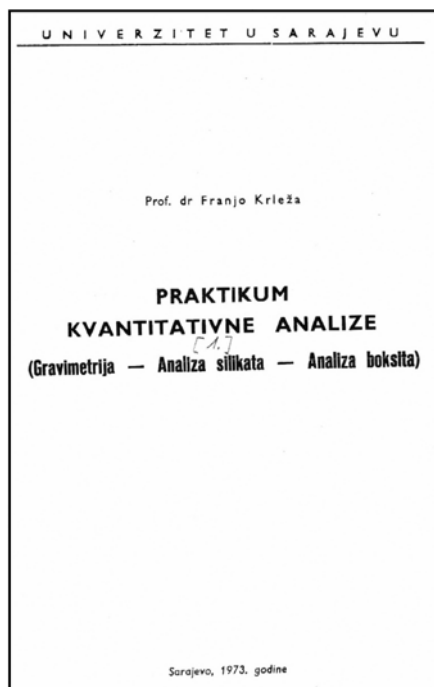 UNIVERZITET U SARAJEVU
Prof. dr Franjo Krleža
PRAKTIKUM
KVANTITATIVNE ANALIZE
[1.]
(Gravimetrija — Analiza silikata — Analiza boksita)
Sarajevo, 1973. godine